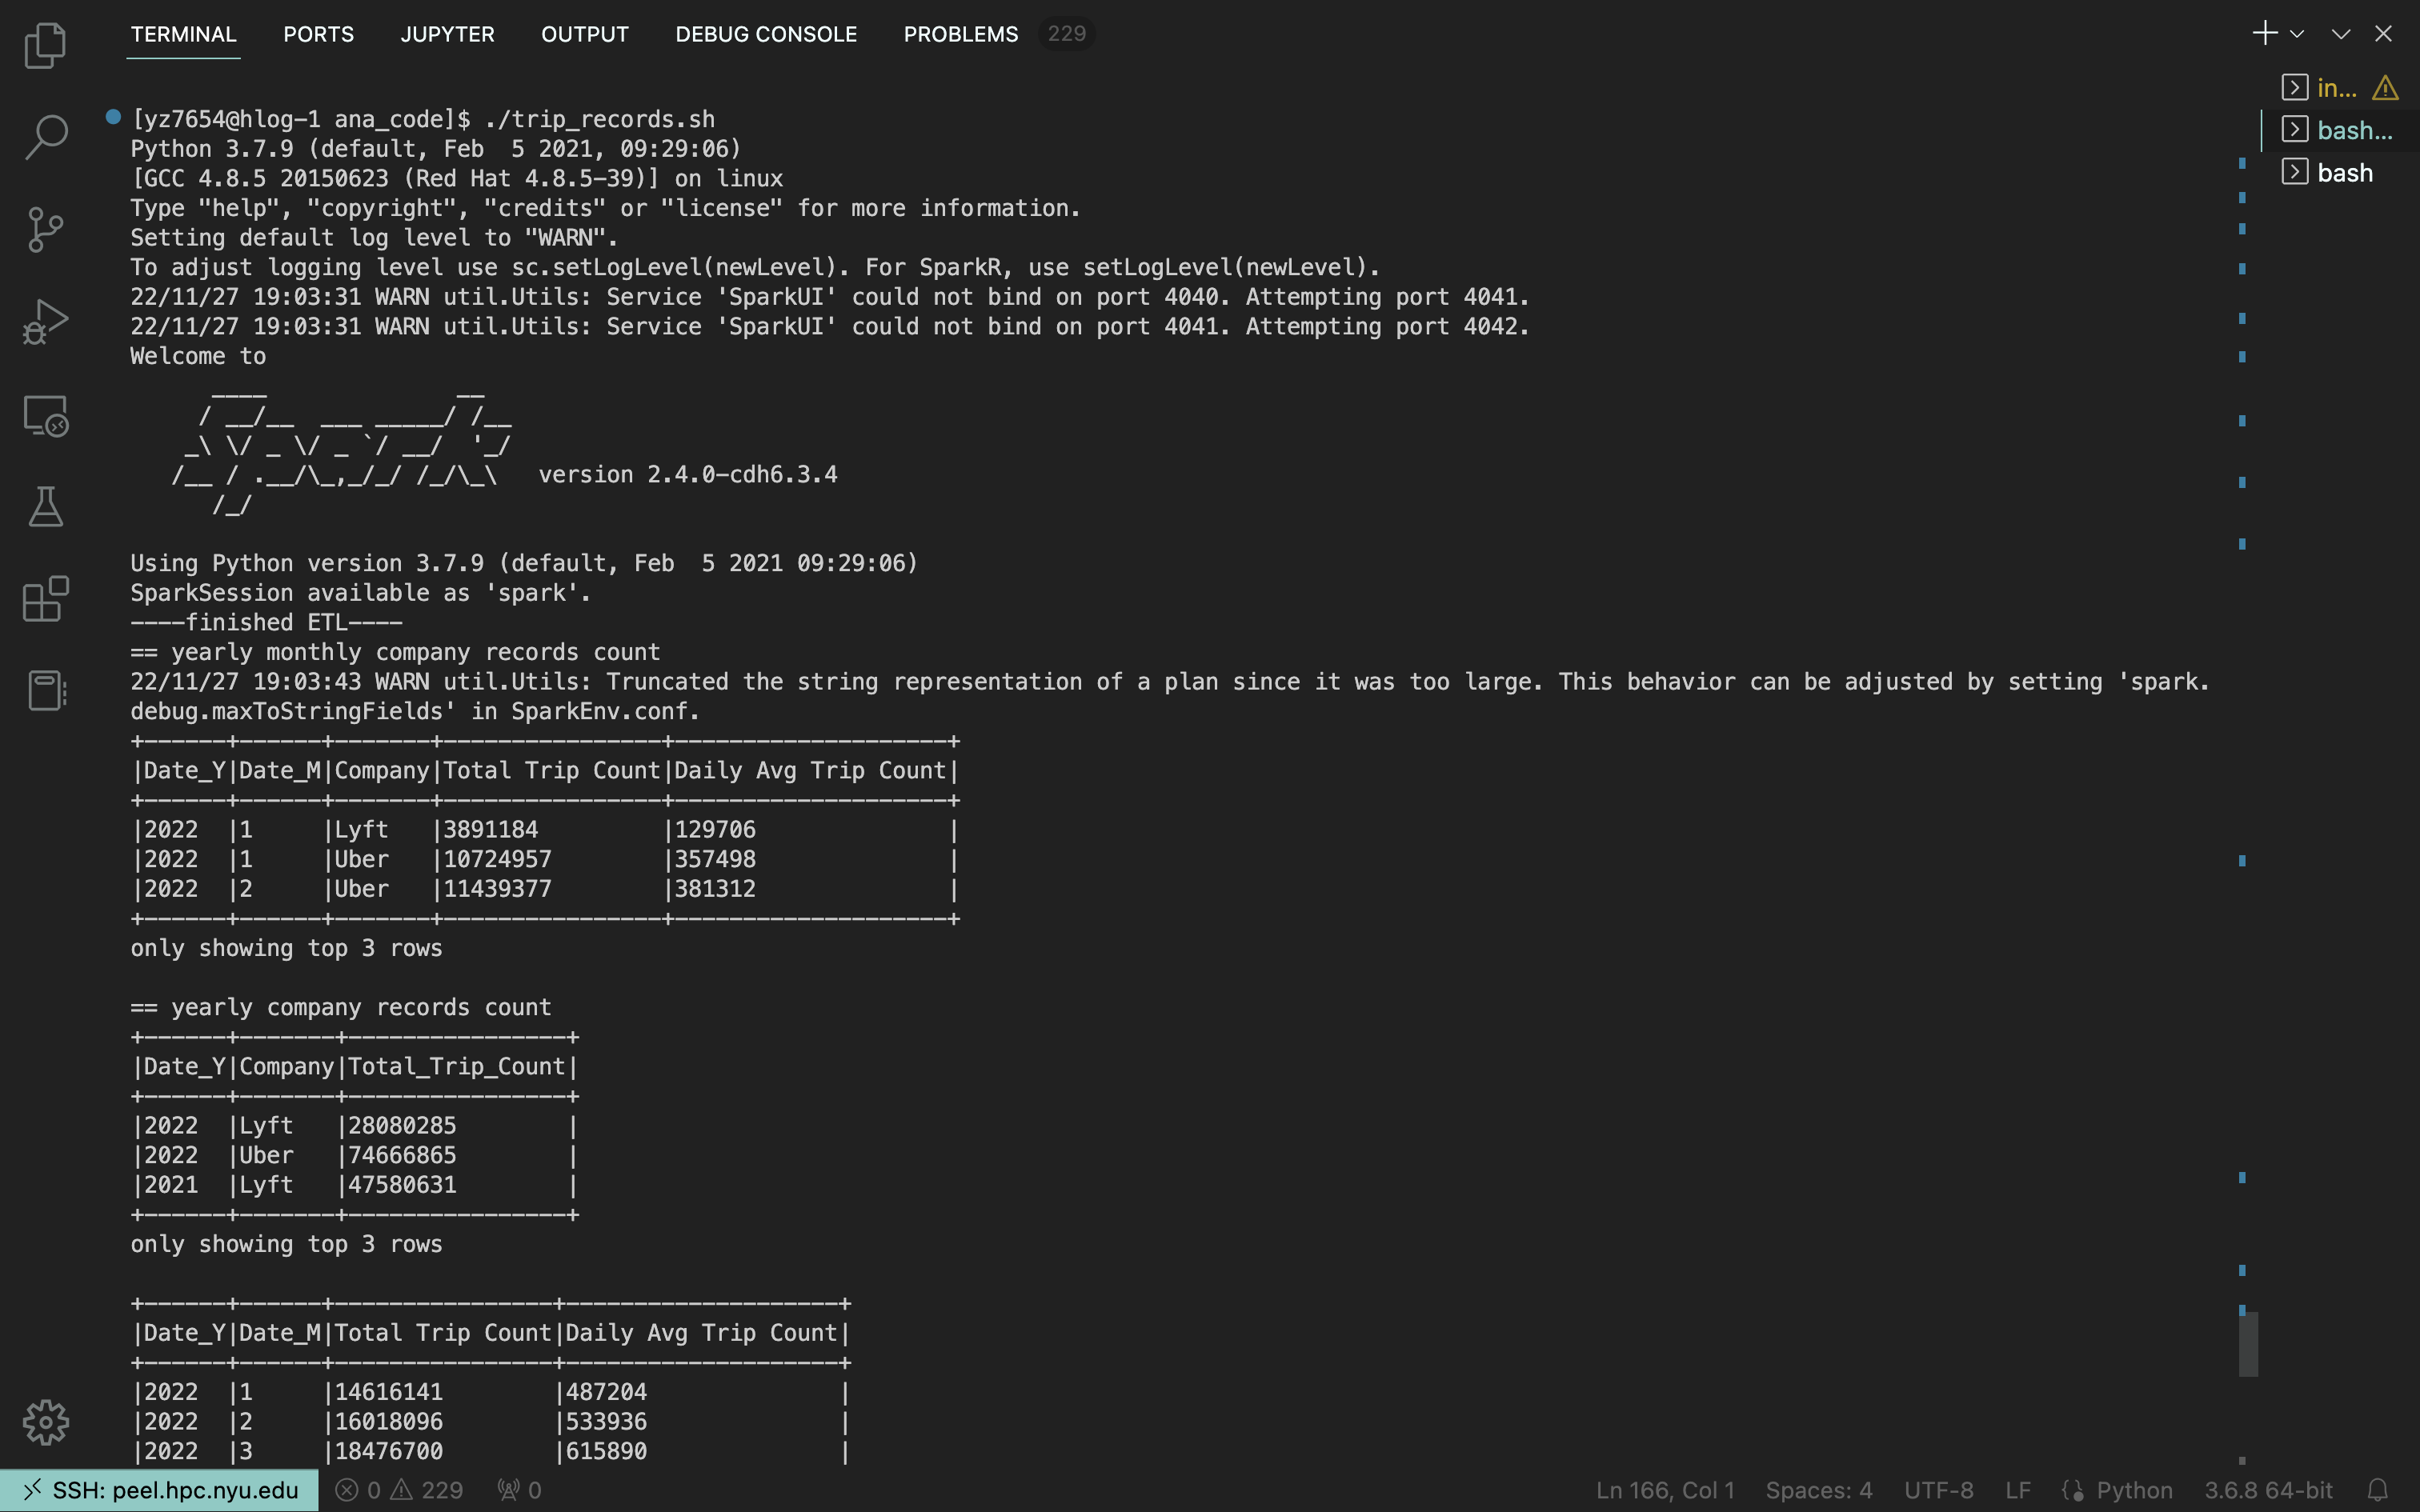 TERMINAL PORTS JUPYTER OUTPUT DEBUG CONSOLE PROBLEMS 229
in...
bash...
bash
[yz7654@hlog-1 ana_code]$ ./trip_records.sh
Python 3.7.9 (default, Feb  5 2021, 09:29:06)
[GCC 4.8.5 20150623 (Red Hat 4.8.5-39)] on linux
Type "help", "copyright", "credits" or "license" for more information.
Setting default log level to "WARN".
To adjust logging level use sc.setLogLevel(newLevel). For SparkR, use setLogLevel(newLevel).
22/11/27 19:03:31 WARN util.Utils: Service 'SparkUI' could not bind on port 4040. Attempting port 4041.
22/11/27 19:03:31 WARN util.Utils: Service 'SparkUI' could not bind on port 4041. Attempting port 4042.
Welcome to
      ____              __
     / __/__  ___ _____/ /__
    _\ \/ _ \/ _ `/ __/  '_/
   /__ / .__/\_,_/_/ /_/\_\   version 2.4.0-cdh6.3.4
      /_/
Using Python version 3.7.9 (default, Feb  5 2021 09:29:06)
SparkSession available as 'spark'.
----finished ETL----
== yearly monthly company records count
22/11/27 19:03:43 WARN util.Utils: Truncated the string representation of a plan since it was too large. This behavior can be adjusted by setting 'spark.
debug.maxToStringFields' in SparkEnv.conf.
+------+------+-------+----------------+--------------------+
|Date_Y|Date_M|Company|Total Trip Count|Daily Avg Trip Count|
+------+------+-------+----------------+--------------------+
|2022  |1     |Lyft   |3891184         |129706              |
|2022  |1     |Uber   |10724957        |357498              |
|2022  |2     |Uber   |11439377        |381312              |
+------+------+-------+----------------+--------------------+
only showing top 3 rows
== yearly company records count
+------+-------+----------------+
|Date_Y|Company|Total_Trip_Count|
+------+-------+----------------+
|2022  |Lyft   |28080285        |
|2022  |Uber   |74666865        |
|2021  |Lyft   |47580631        |
+------+-------+----------------+
only showing top 3 rows
+------+------+----------------+--------------------+
|Date_Y|Date_M|Total Trip Count|Daily Avg Trip Count|
+------+------+----------------+--------------------+
|2022  |1     |14616141        |487204              |
|2022  |2     |16018096        |533936              |
|2022  |3     |18476700        |615890              |
SSH: peel.hpc.nyu.edu 0 229 0 Ln 166, Col 1 Spaces: 4 UTF-8 LF Python 3.6.8 64-bit